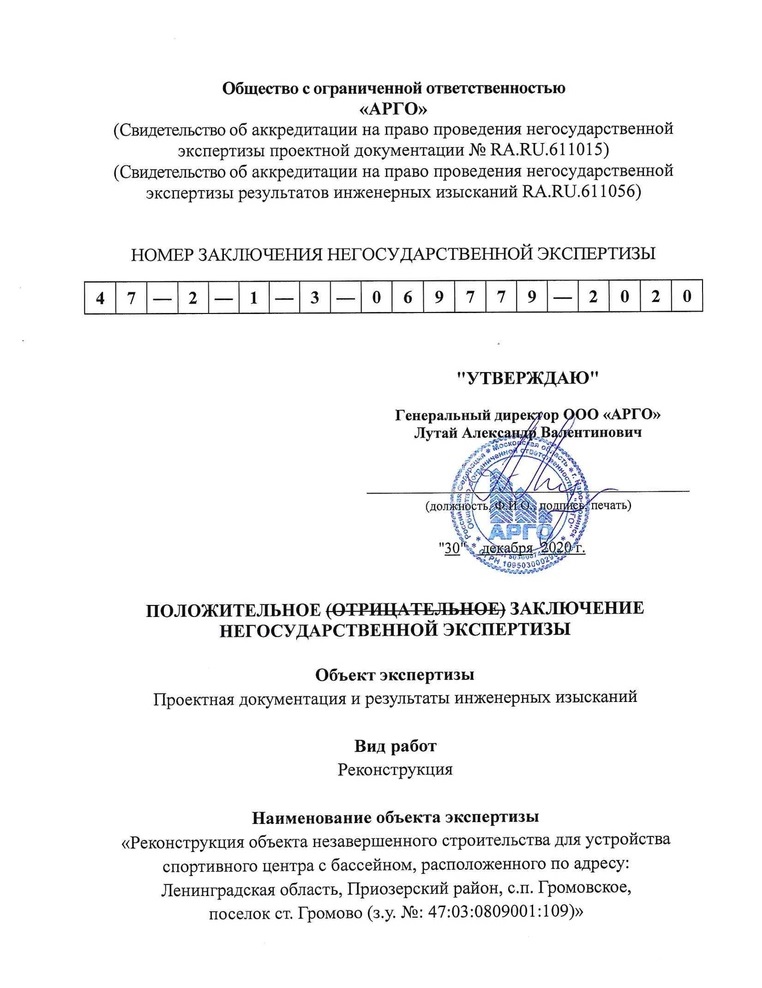 Общество с ограниченной ответственностью
«АРГО»
(Свидетельство об аккредитации на право проведения негосударственной
экспертизы проектной документации № RA.RU.611015)
(Свидетельство об аккредитации на право проведения негосударственной
экспертизы результатов инженерных изысканий RA.RU.611056)
НОМЕР ЗАКЛЮЧЕНИЯ НЕГОСУДАРСТВЕННОЙ ЭКСПЕРТИЗЫ
4 7 — 2 — 1 — 3 — 0 6 9 7 7 9 — 2 0 2 0
"УТВЕРЖДАЮ"
Генеральный директор ООО «АРГО»
Лутай Александр Валентинович
(должность, Ф.И.О., подпись, печать)
АРГО
"30" декабря 2020 г.
ПОЛОЖИТЕЛЬНОЕ (ОТРИЦАТЕЛЬНОЕ) ЗАКЛЮЧЕНИЕ
НЕГОСУДАРСТВЕННОЙ ЭКСПЕРТИЗЫ
Объект экспертизы
Проектная документация и результаты инженерных изысканий
Вид работ
Реконструкция
Наименование объекта экспертизы
«Реконструкция объекта незавершенного строительства для устройства
спортивного центра с бассейном, расположенного по адресу:
Ленинградская область, Приозерский район, с.п. Громовское,
поселок ст. Громово (з.у. №: 47:03:0809001:109)»